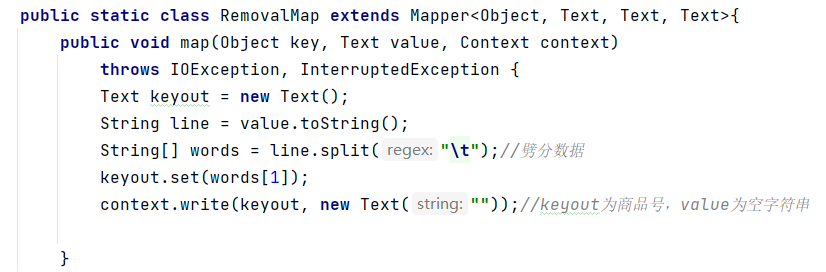 public static class RemovalMap extends Mapper<Object, Text, Text, Text>{
public void map(Object key, Text value, Context context)
throws IOException, InterruptedException {
Text keyout = new Text();
String line = value.toString();
String[] words = line.split( regex: "\t");//劈分数据
keyout.set(words[1]);
context.write(keyout, new Text( string: ""));//keyout为商品号，value为空字符串
}